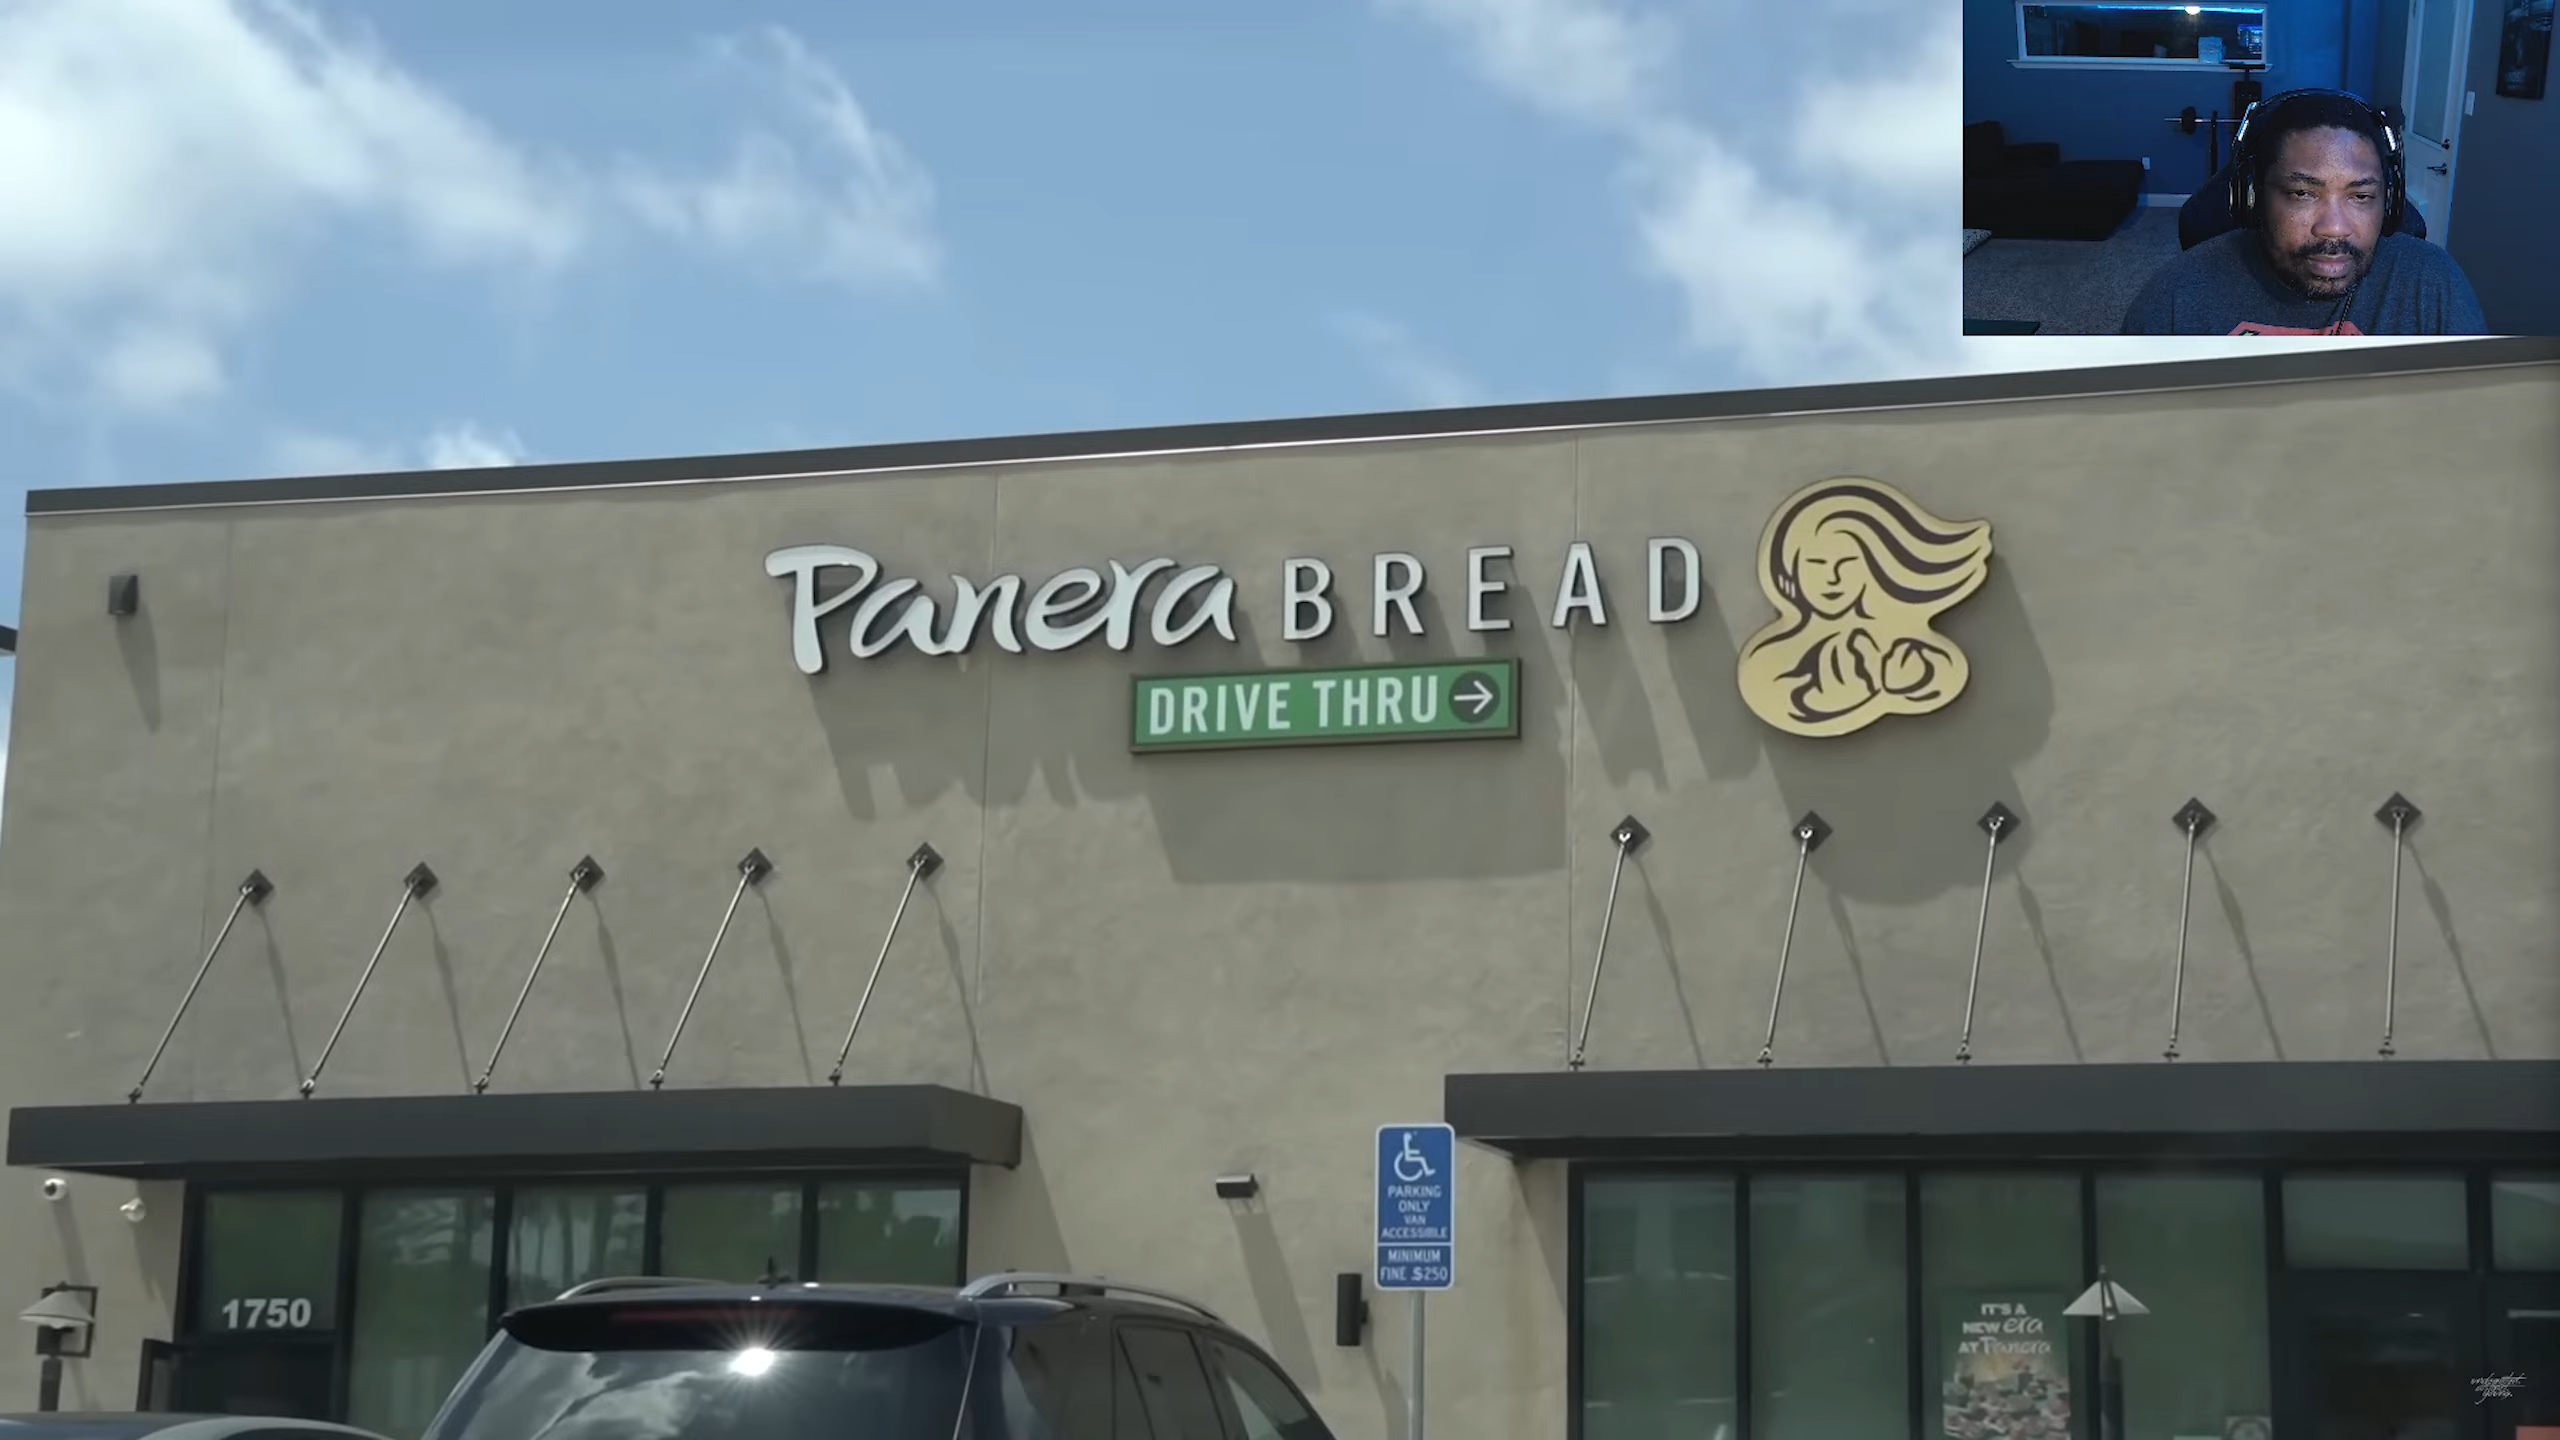 Panera BREAD
DRIVE THRU
PARKING
ONLY
VAN
ACCESSIBLE
MINIMUM
FINE $250
1750
IT'S A
NEW era
AT Panera